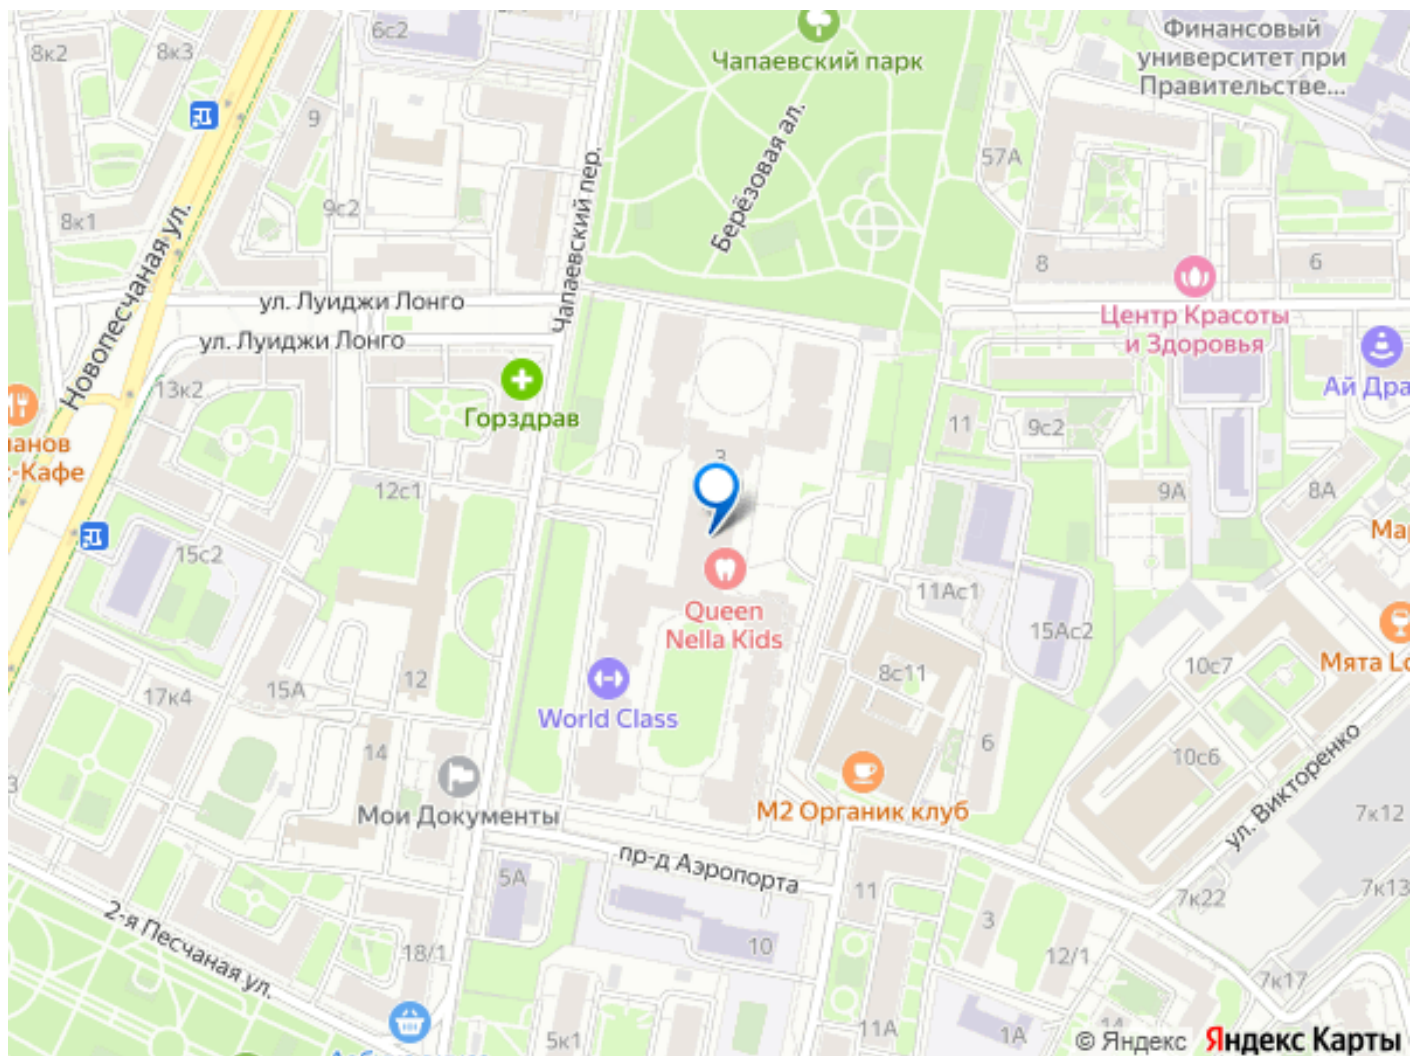 8к2
8к3
6с2
9
Чапаевский парк
Финансовый
университет при
Правительстве...
57А
8к1
9с2
Новопесчаная ул.
Чапаевский пер.
Берёзовая ал.
8
6
ул. Луиджи Лонго
ул. Луиджи Лонго
Центр Красоты
и Здоровья
Ай Дра
13к2
Горздрав
11
9с2
анов
-Кафе
12с1
3
9А
8А
Мар
15с2
Queen
Nella Kids
11Ас1
15Ас2
8с11
10с7
Мята Lo
17к4
15А
12
World Class
6
14
10с6
3
Мои Документы
М2 Органик клуб
ул. Викторенко
7к12
пр-д Аэропорта
5А
11
3
7к22
7к13
2-я Песчаная ул.
18/1
10
12/1
7к17
5к1
11А
1А
14
© Яндекс
Яндекс Карты